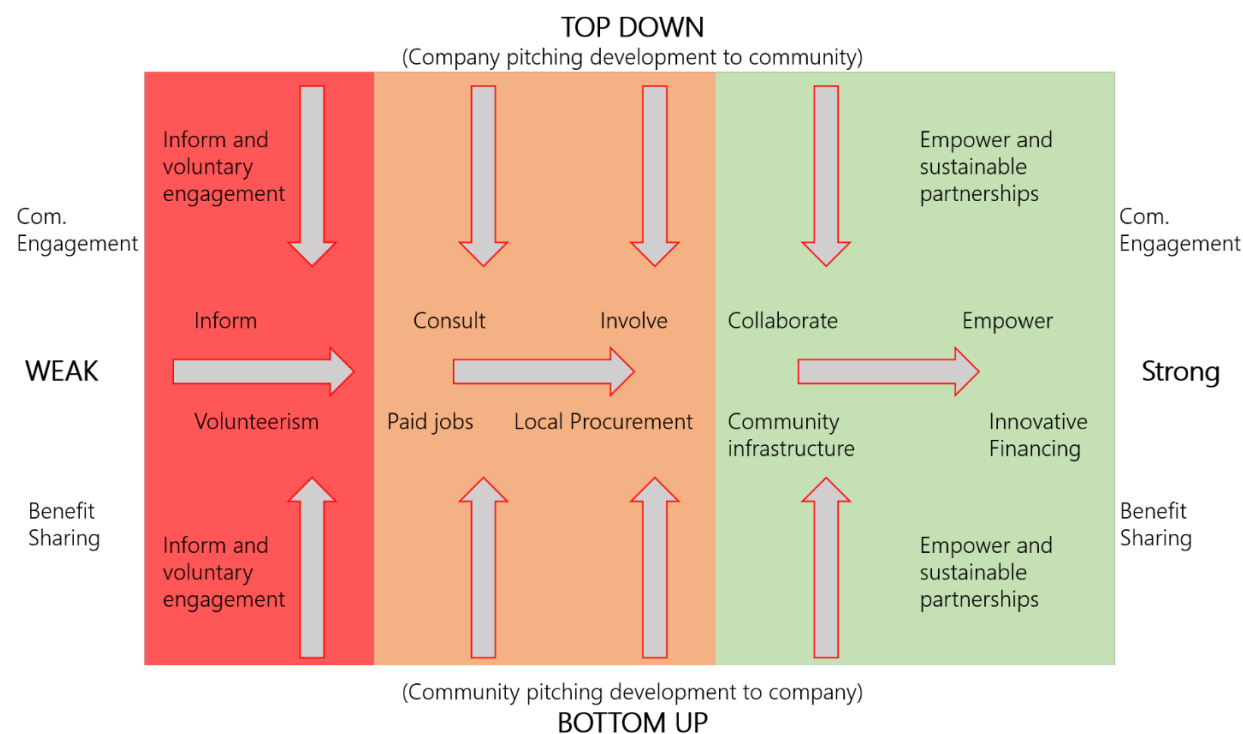 TOP DOWN
(Company pitching development to community)
Inform and
voluntary
engagement
Empower and
sustainable
partnerships
Com.
Engagement
Com.
Engagement
Inform
Consult
Involve
Collaborate
Empower
WEAK
Strong
Volunteerism
Paid jobs
Local Procurement
Community
infrastructure
Innovative
Financing
Benefit
Sharing
Benefit
Sharing
Inform and
voluntary
engagement
Empower and
sustainable
partnerships
(Community pitching development to company)
BOTTOM UP